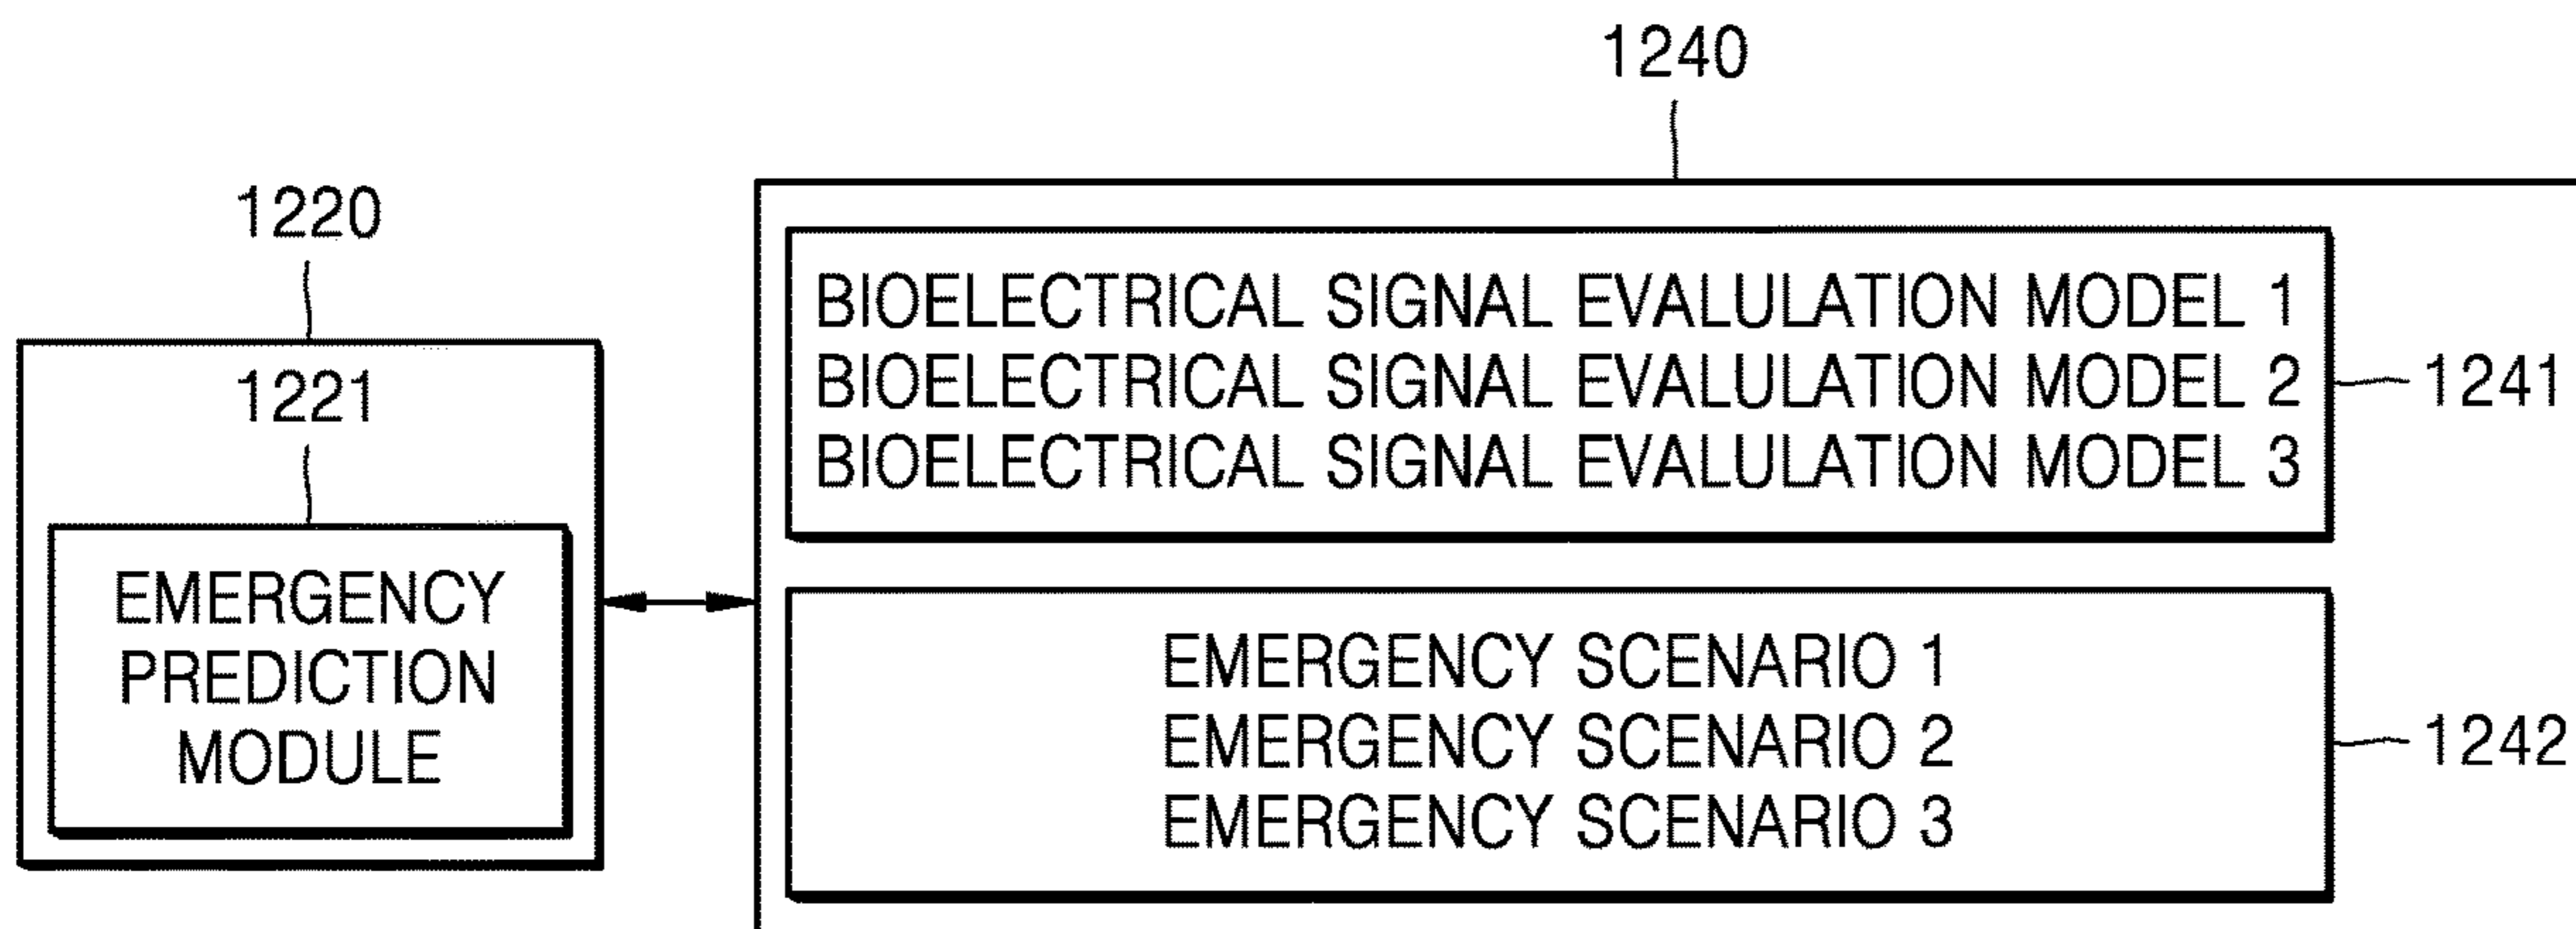 1240
1220
1221
EMERGENCY
PREDICTION
MODULE
BIOELECTRICAL SIGNAL EVALULATION MODEL 1
BIOELECTRICAL SIGNAL EVALULATION MODEL 2
BIOELECTRICAL SIGNAL EVALULATION MODEL 3
1241
EMERGENCY SCENARIO 1
EMERGENCY SCENARIO 2
EMERGENCY SCENARIO 3
1242